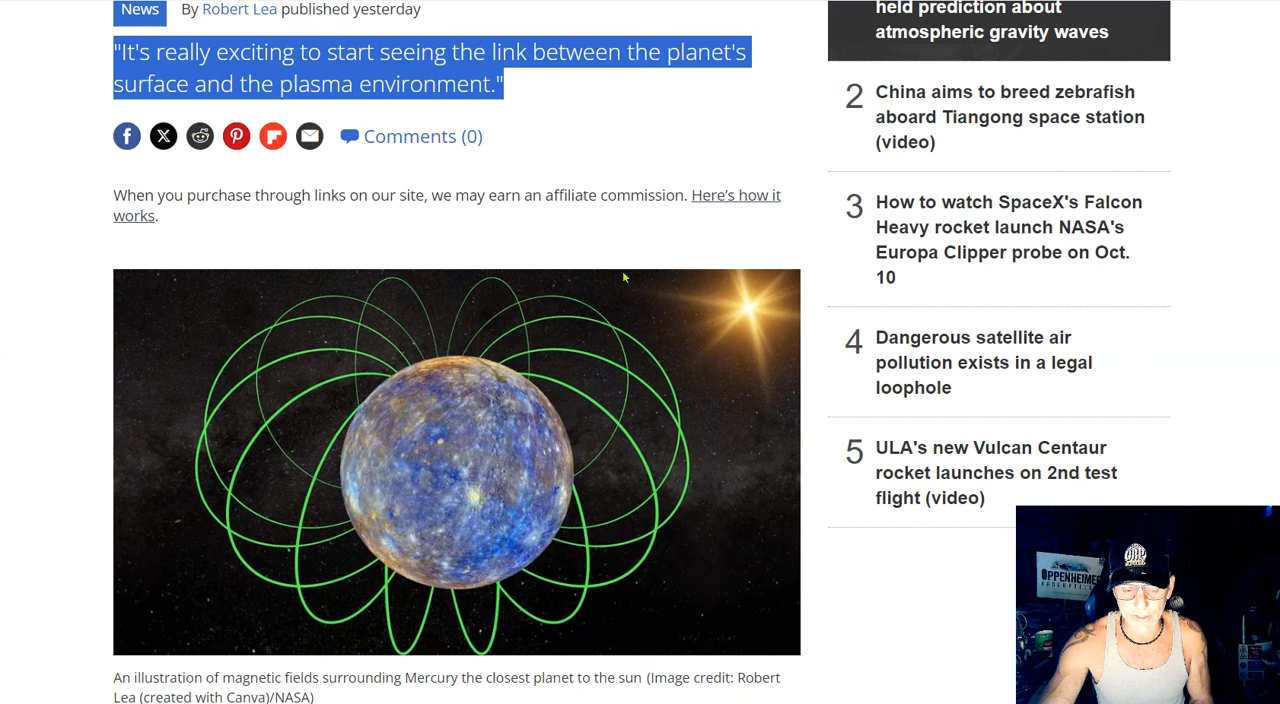 News By Robert Lea published yesterday
"It's really exciting to start seeing the link between the planet's
surface and the plasma environment."
Comments (0)
When you purchase through links on our site, we may earn an affiliate commission. Here’s how it
works.
An illustration of magnetic fields surrounding Mercury the closest planet to the sun (Image credit: Robert
Lea (created with Canva)/NASA)
held prediction about
atmospheric gravity waves
2 China aims to breed zebrafish
aboard Tiangong space station
(video)
3 How to watch SpaceX's Falcon
Heavy rocket launch NASA's
Europa Clipper probe on Oct.
10
4 Dangerous satellite air
pollution exists in a legal
loophole
5 ULA's new Vulcan Centaur
rocket launches on 2nd test
flight (video)
OPPENHEIMER